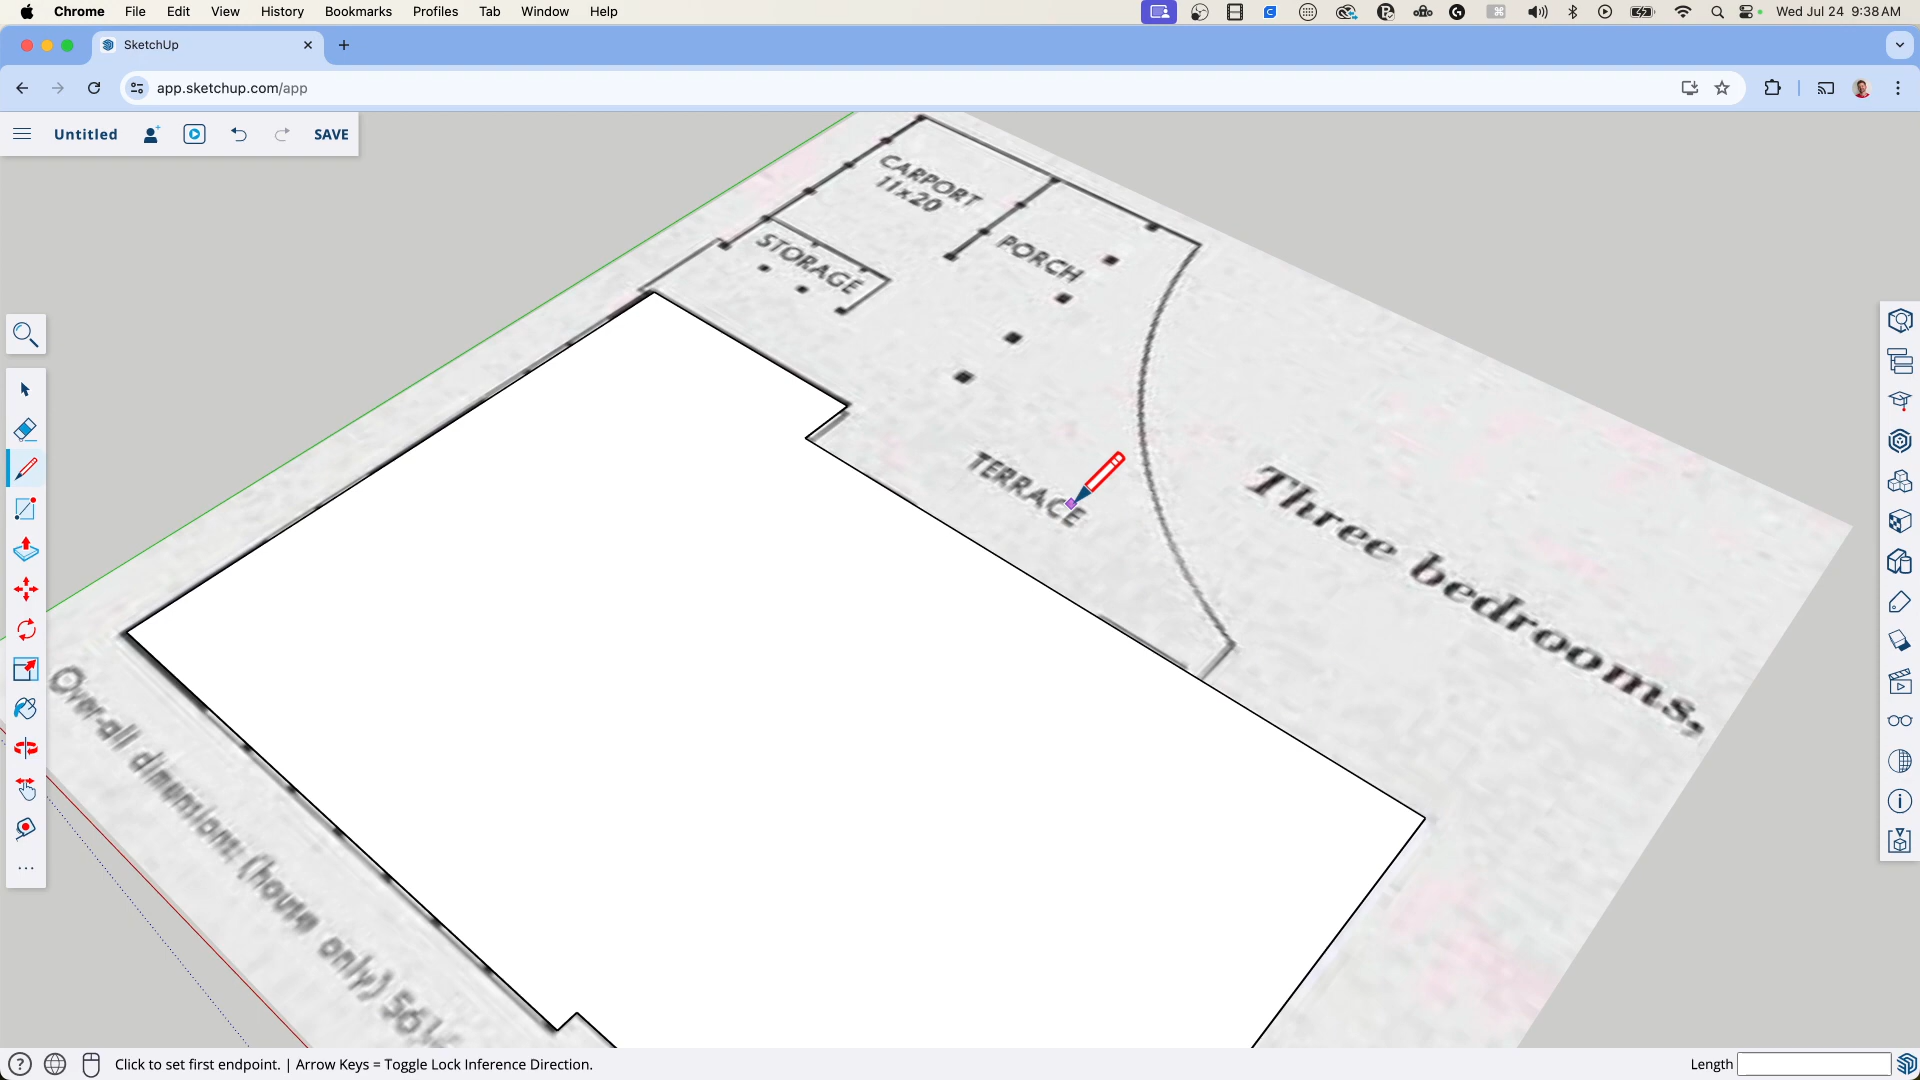 Chrome File Edit View History Bookmarks Profiles Tab Window Help
Wed Jul 24 9:38 AM
SketchUp
app.sketchup.com/app
Untitled
SAVE
CARPORT
11x20
STORAGE
PORCH
TERRACE
Three bedrooms,
Over-all dimensions: (house only) 56'
Click to set first endpoint. | Arrow Keys = Toggle Lock Inference Direction.
Length